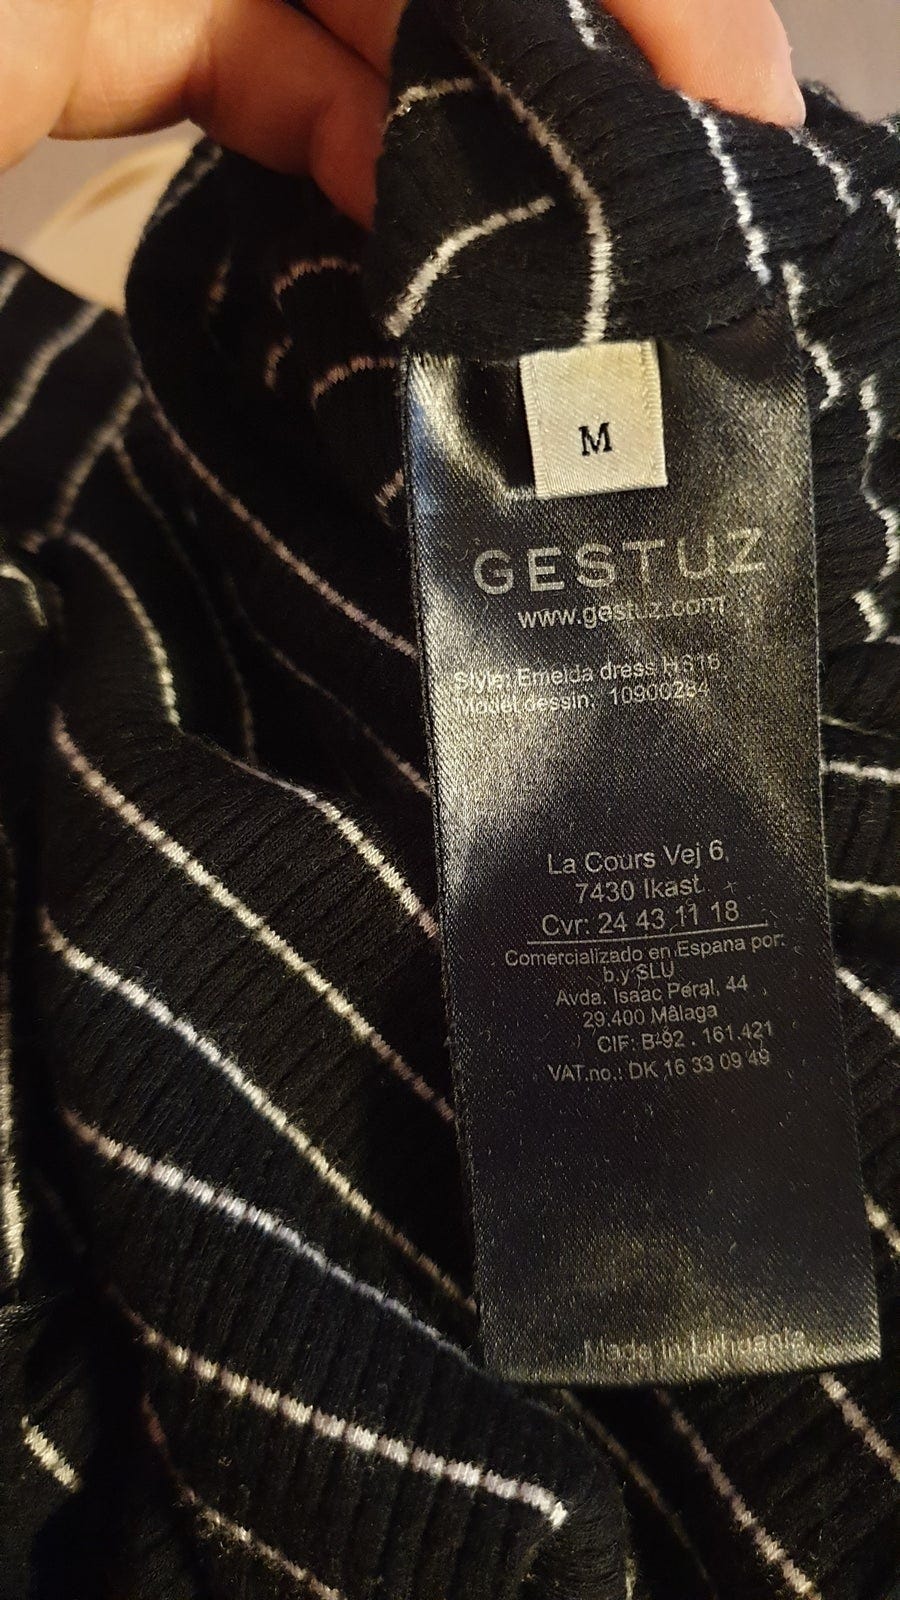 M
GESTUZ
www.gestuz.com
Style: Emelda dress HS16
Model dessin. 10900284
La Cours Vej 6,
7430 Ikast
Cvr: 24 43 11 18
Comercializado en Espana por:
b.y SLU
Avda. Isaac Peral, 44
29.400 Málaga
CIF: B-92 . 161.421
VAT.no.: DK 16 33 09 49
Made in Lithuania